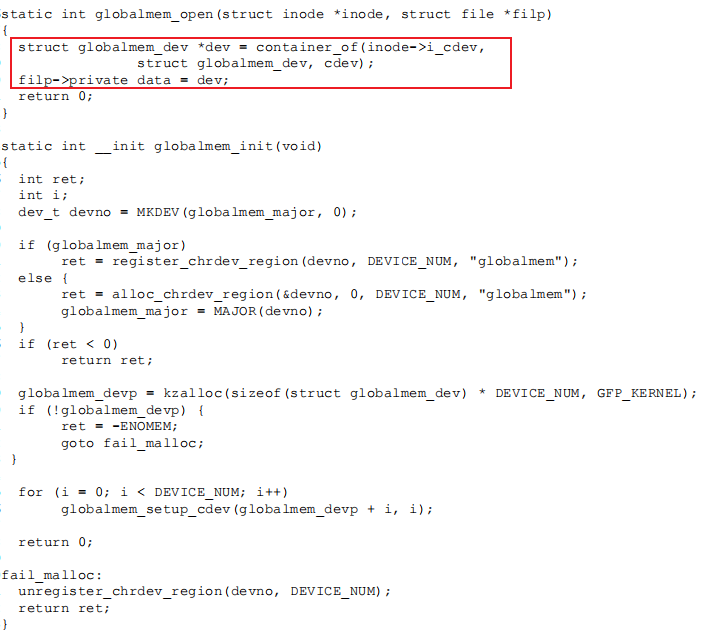 static int globalmem_open(struct inode *inode, struct file *filp)
{
struct globalmem_dev *dev = container_of(inode->i_cdev,
struct globalmem_dev, cdev);
filp->private_data = dev;
return 0;
}
static int __init globalmem_init(void)
{
int ret;
int i;
dev_t devno = MKDEV(globalmem_major, 0);
if (globalmem_major)
ret = register_chrdev_region(devno, DEVICE_NUM, "globalmem");
else {
ret = alloc_chrdev_region(&devno, 0, DEVICE_NUM, "globalmem");
globalmem_major = MAJOR(devno);
}
if (ret < 0)
return ret;
globalmem_devp = kzalloc(sizeof(struct globalmem_dev) * DEVICE_NUM, GFP_KERNEL);
if (!globalmem_devp) {
ret = -ENOMEM;
goto fail_malloc;
}
for (i = 0; i < DEVICE_NUM; i++)
globalmem_setup_cdev(globalmem_devp + i, i);
return 0;
fail_malloc:
unregister_chrdev_region(devno, DEVICE_NUM);
return ret;
}